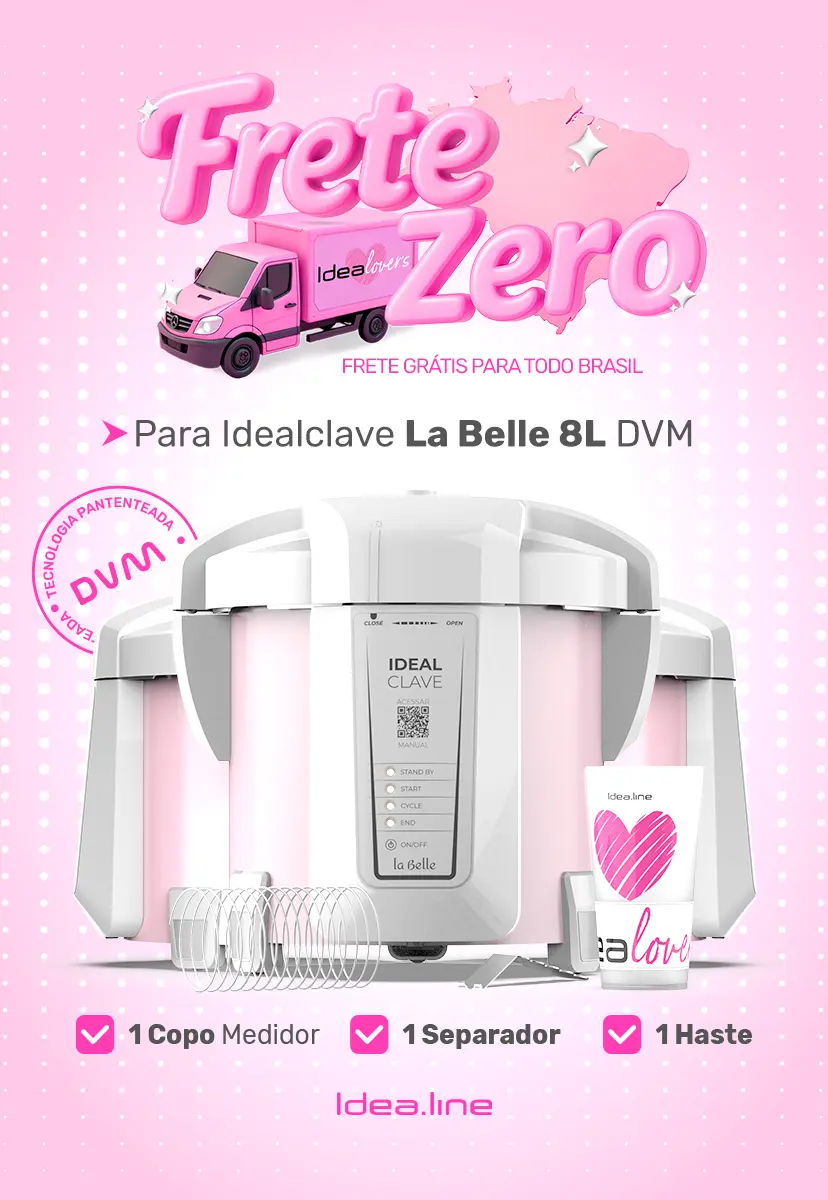 Frete
Zero
Idealovers
FRETE GRÁTIS PARA TODO BRASIL
Para Idealclave La Belle 8L DVM
TECNOLOGIA PANTENTEADA
DVM
TEADA
CLOSE OPEN
IDEAL
CLAVE
ACESSAR
MANUAL
STAND BY
START
CYCLE
END
ON/OFF
la Belle
Idea.line
ealove
1 Copo Medidor
1 Separador
1 Haste
Idea.line